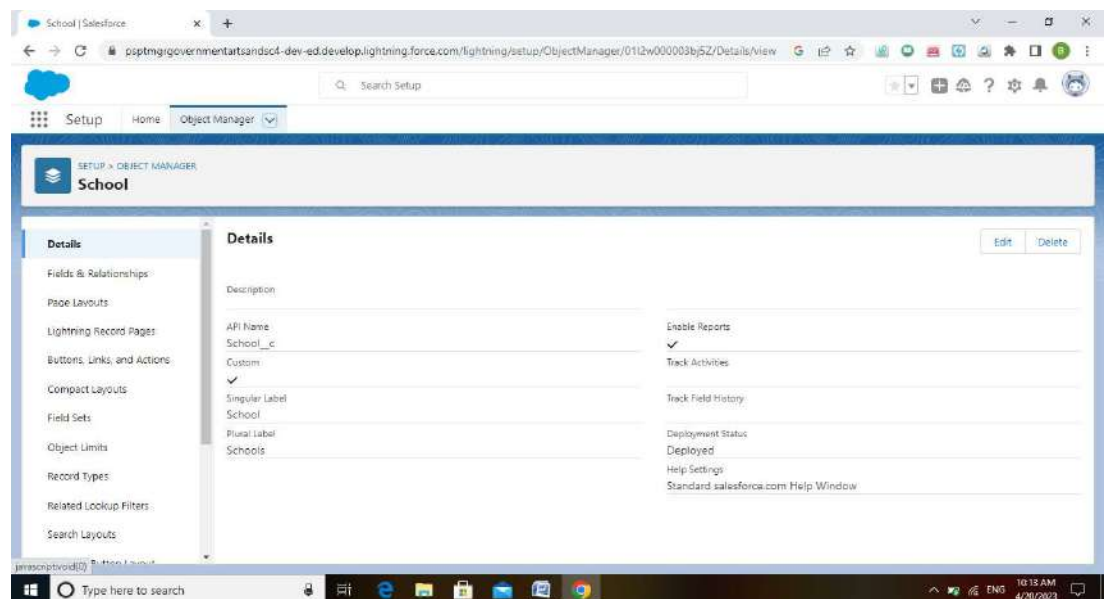 School | Salesforce
psptmgrgovernmentartsandsc4-dev-ed.develop.lightning.force.com/lightning/setup/ObjectManager/01I2w000003bj5Z/Details/view
Search Setup
Setup Home Object Manager
SETUP > OBJECT MANAGER
School
Details
Fields & Relationships
Page Layouts
Lightning Record Pages
Buttons, Links, and Actions
Compact Layouts
Field Sets
Object Limits
Record Types
Related Lookup Filters
Search Layouts
Details
Edit Delete
Description
API Name
School__c
Custom
Singular Label
School
Plural Label
Schools
Enable Reports
Track Activities
Track Field History
Deployment Status
Deployed
Help Settings
Standard salesforce.com Help Window
javascript:void(0)
Button Layout
Type here to search
ENG
10:13 AM
4/20/2023